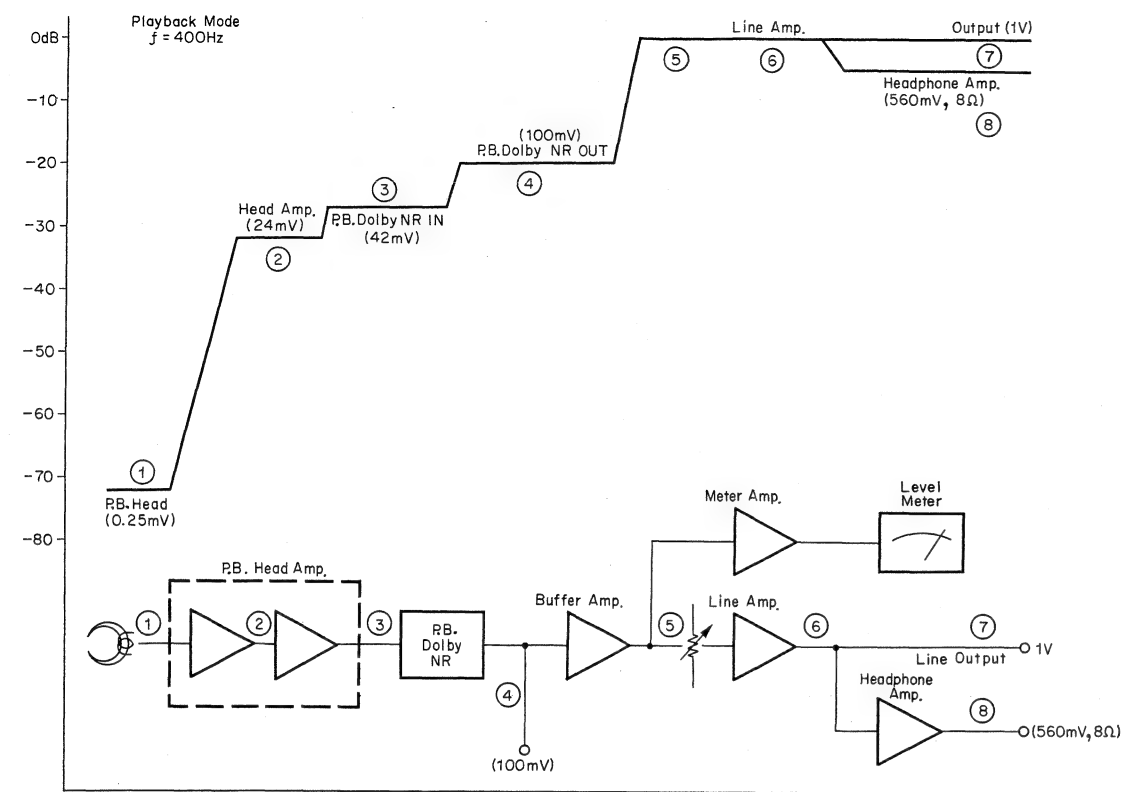 Playback Mode
f = 400Hz
0dB
-10
-20
-30
-40
-50
-60
-70
-80
Line Amp.
Output (1V)
5
6
7
Headphone Amp.
(560mV, 8Ω)
8
(100mV)
P.B.Dolby NR OUT
4
3
Head Amp.
(24mV)
P.B.Dolby NR IN
(42mV)
2
1
P.B. Head
(0.25mV)
P.B. Head Amp.
1
2
3
P.B.
Dolby
NR
4
(100mV)
Buffer Amp.
Meter Amp.
Level
Meter
5
Line Amp.
6
7
1V
Line Output
Headphone
Amp.
8
(560mV, 8Ω)